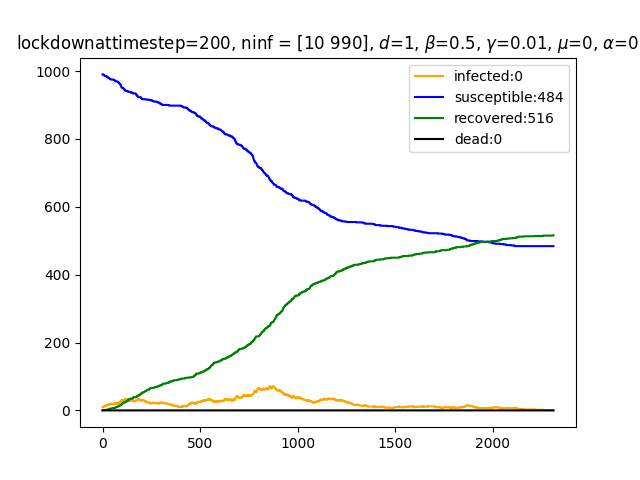 lockdownattimestep=200, ninf = [10 990], d=1, β=0.5, γ=0.01, μ=0, α=0
infected:0
susceptible:484
recovered:516
dead:0
1000
800
600
400
200
0
0 500 1000 1500 2000